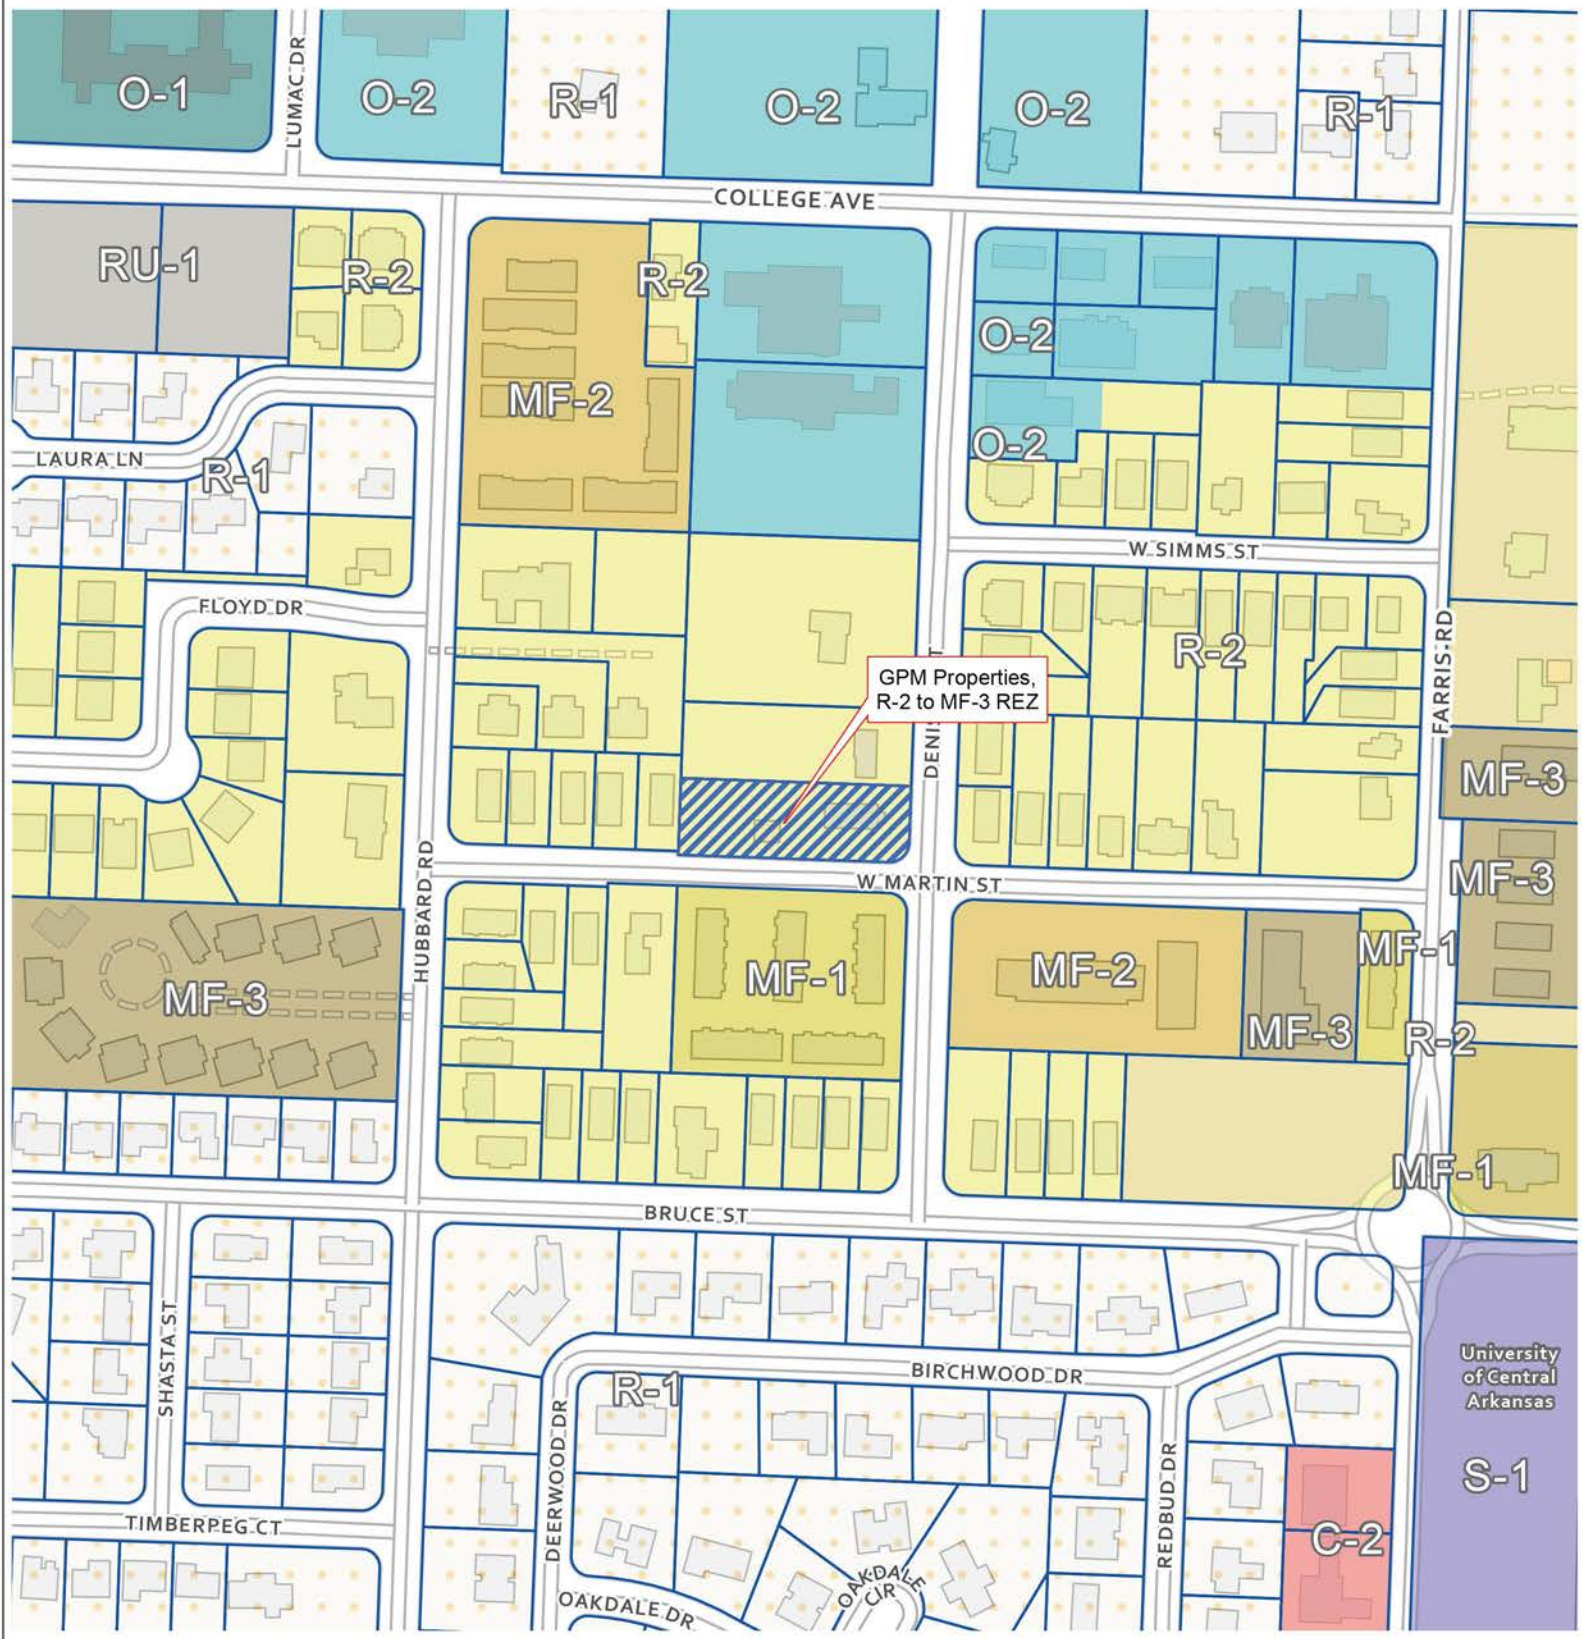 LUMAC DR
O-1
O-2
R-1
O-2
O-2
R-1
COLLEGE AVE
RU-1
R-2
R-2
O-2
MF-2
O-2
LAURA LN
R-1
W SIMMS ST
FLOYD DR
R-2
GPM Properties,
R-2 to MF-3 REZ
FARRIS RD
MF-3
MF-3
HUBBARD RD
W MARTIN ST
MF-1
MF-3
MF-1
MF-2
MF-3
R-2
MF-1
BRUCE ST
SHASTA ST
University
of Central
Arkansas
BIRCHWOOD DR
R-1
DEERWOOD DR
REDBUD DR
S-1
TIMBERPEG CT
C-2
OAKDALE
CIR
OAKDALE DR